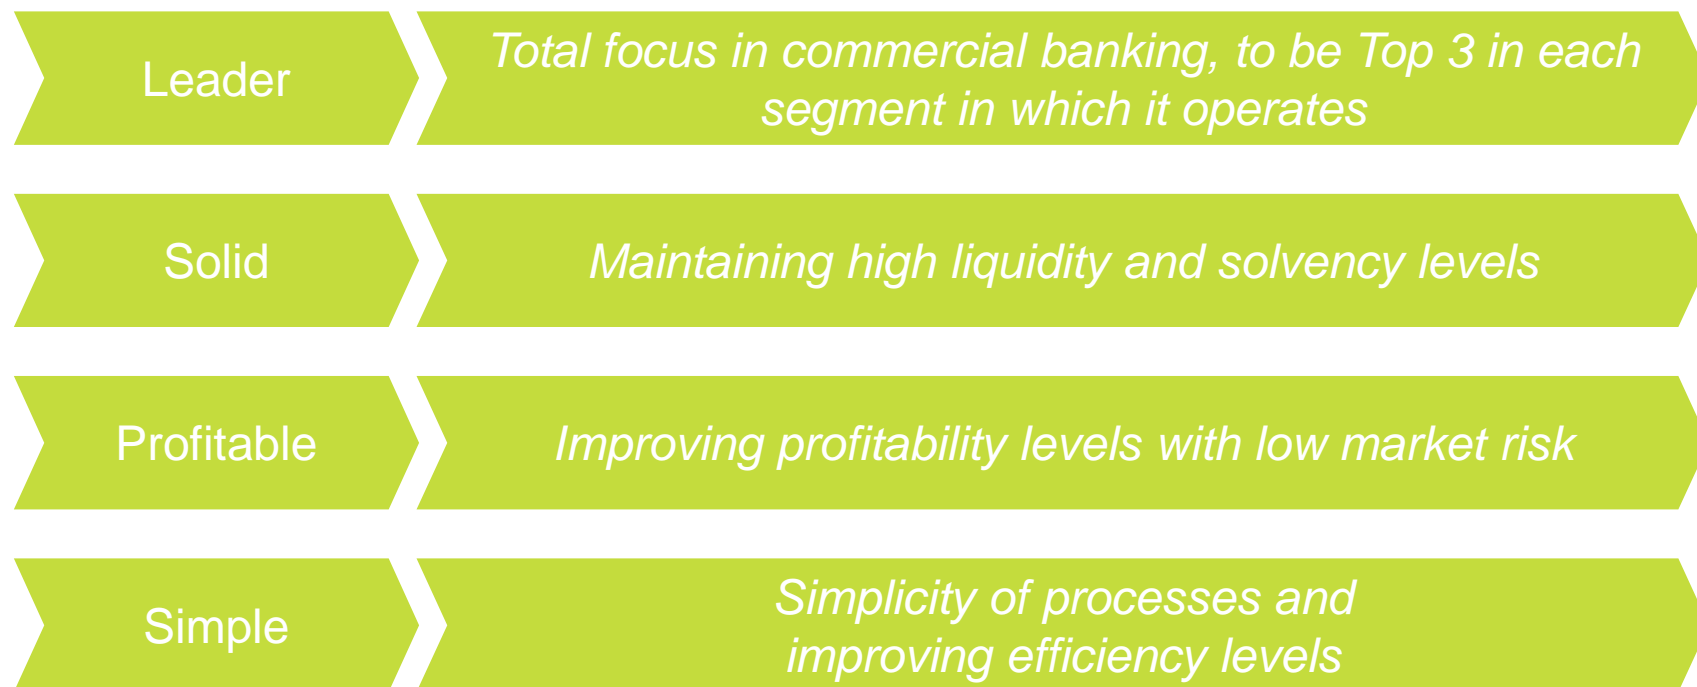 Leader
Total focus in commercial banking, to be Top 3 in each
segment in which it operates
Solid
Maintaining high liquidity and solvency levels
Profitable
Improving profitability levels with low market risk
Simple
Simplicity of processes and
improving efficiency levels